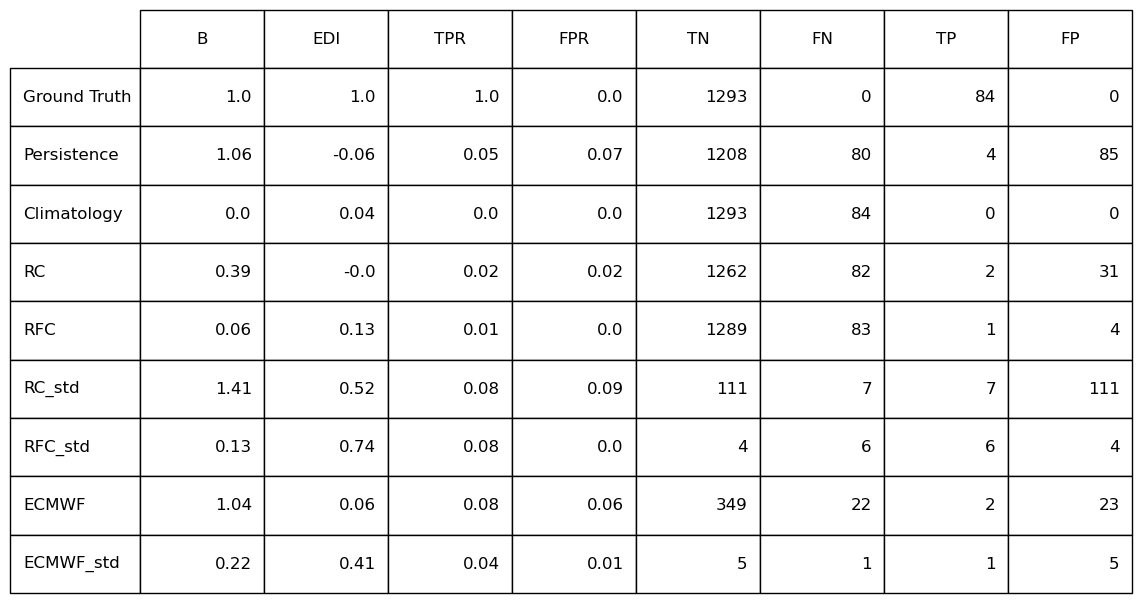 B EDI TPR FPR TN FN TP FP
Ground Truth 1.0 1.0 1.0 0.0 1293 0 84 0
Persistence 1.06 -0.06 0.05 0.07 1208 80 4 85
Climatology 0.0 0.04 0.0 0.0 1293 84 0 0
RC 0.39 -0.0 0.02 0.02 1262 82 2 31
RFC 0.06 0.13 0.01 0.0 1289 83 1 4
RC_std 1.41 0.52 0.08 0.09 111 7 7 111
RFC_std 0.13 0.74 0.08 0.0 4 6 6 4
ECMWF 1.04 0.06 0.08 0.06 349 22 2 23
ECMWF_std 0.22 0.41 0.04 0.01 5 1 1 5